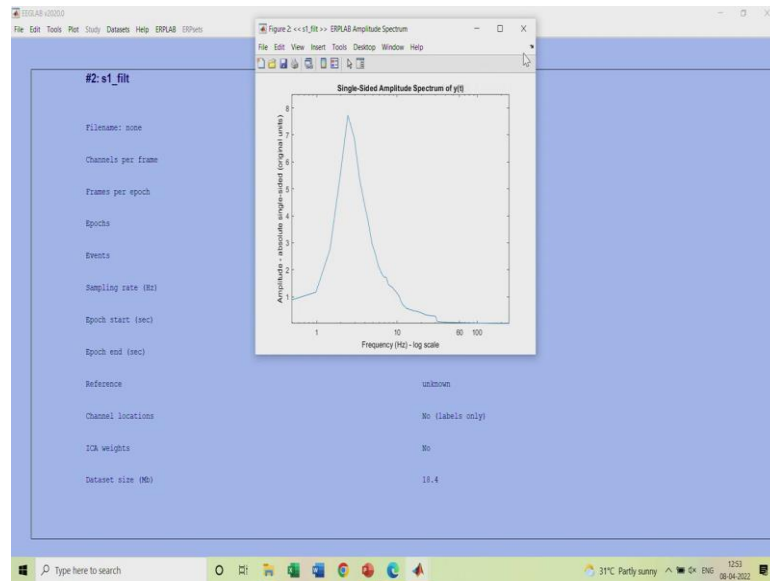 EEGLAB v2020.0
File Edit Tools Plot Study Datasets Help ERPLAB ERPsets
#2: s1_filt
Filename: none
Channels per frame
Frames per epoch
Epochs
Events
Sampling rate (Hz)
Epoch start (sec)
Epoch end (sec)
Reference unknown
Channel locations No (labels only)
ICA weights No
Dataset size (Mb) 18.4
Figure 2: << s1_filt >> ERPLAB Amplitude Spectrum
File Edit View Insert Tools Desktop Window Help
Single-Sided Amplitude Spectrum of y(t)
Amplitude - absolute single-sided (original units)
8
7
6
5
4
3
2
1
1 10 60 100
Frequency (Hz) - log scale
Type here to search
31°C Partly sunny ENG 12:53
08-04-2022